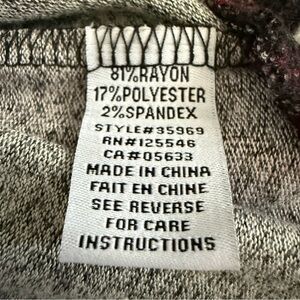 81%RAYON
17%POLYESTER
2%SPANDEX
STYLE#35969
RN#125546
CA#05633
MADE IN CHINA
FAIT EN CHINE
SEE REVERSE
FOR CARE
INSTRUCTIONS